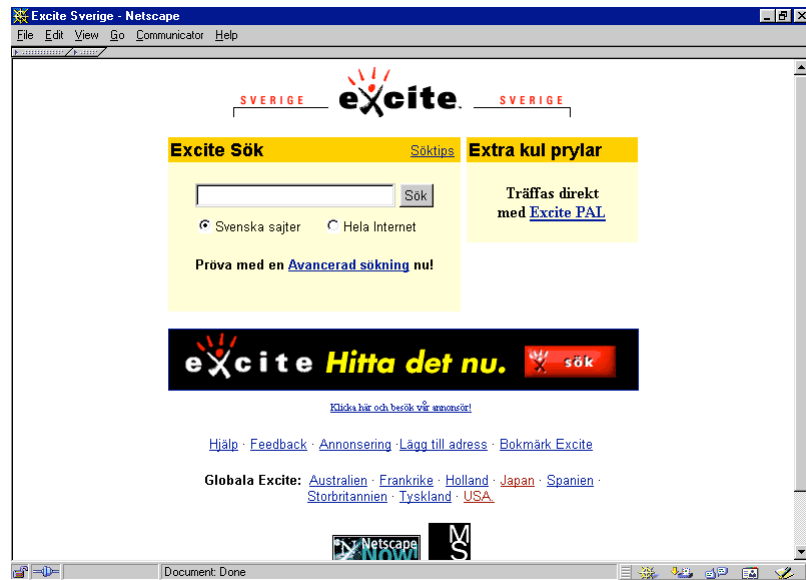 Excite Sverige - Netscape
File Edit View Go Communicator Help
SVERIGE excite. SVERIGE
Excite Sök Söktips
Extra kul prylar
Sök
Träffas direkt
med Excite PAL
Svenska sajter Hela Internet
Pröva med en Avancerad sökning nu!
excite Hitta det nu. sök
Klicka här och besök vår annonsör!
Hjälp · Feedback · Annonsering ·Lägg till adress · Bokmärk Excite
Globala Excite: Australien · Frankrike · Holland · Japan · Spanien ·
Storbritannien · Tyskland · USA.
N Netscape NOW!
MS
Document: Done